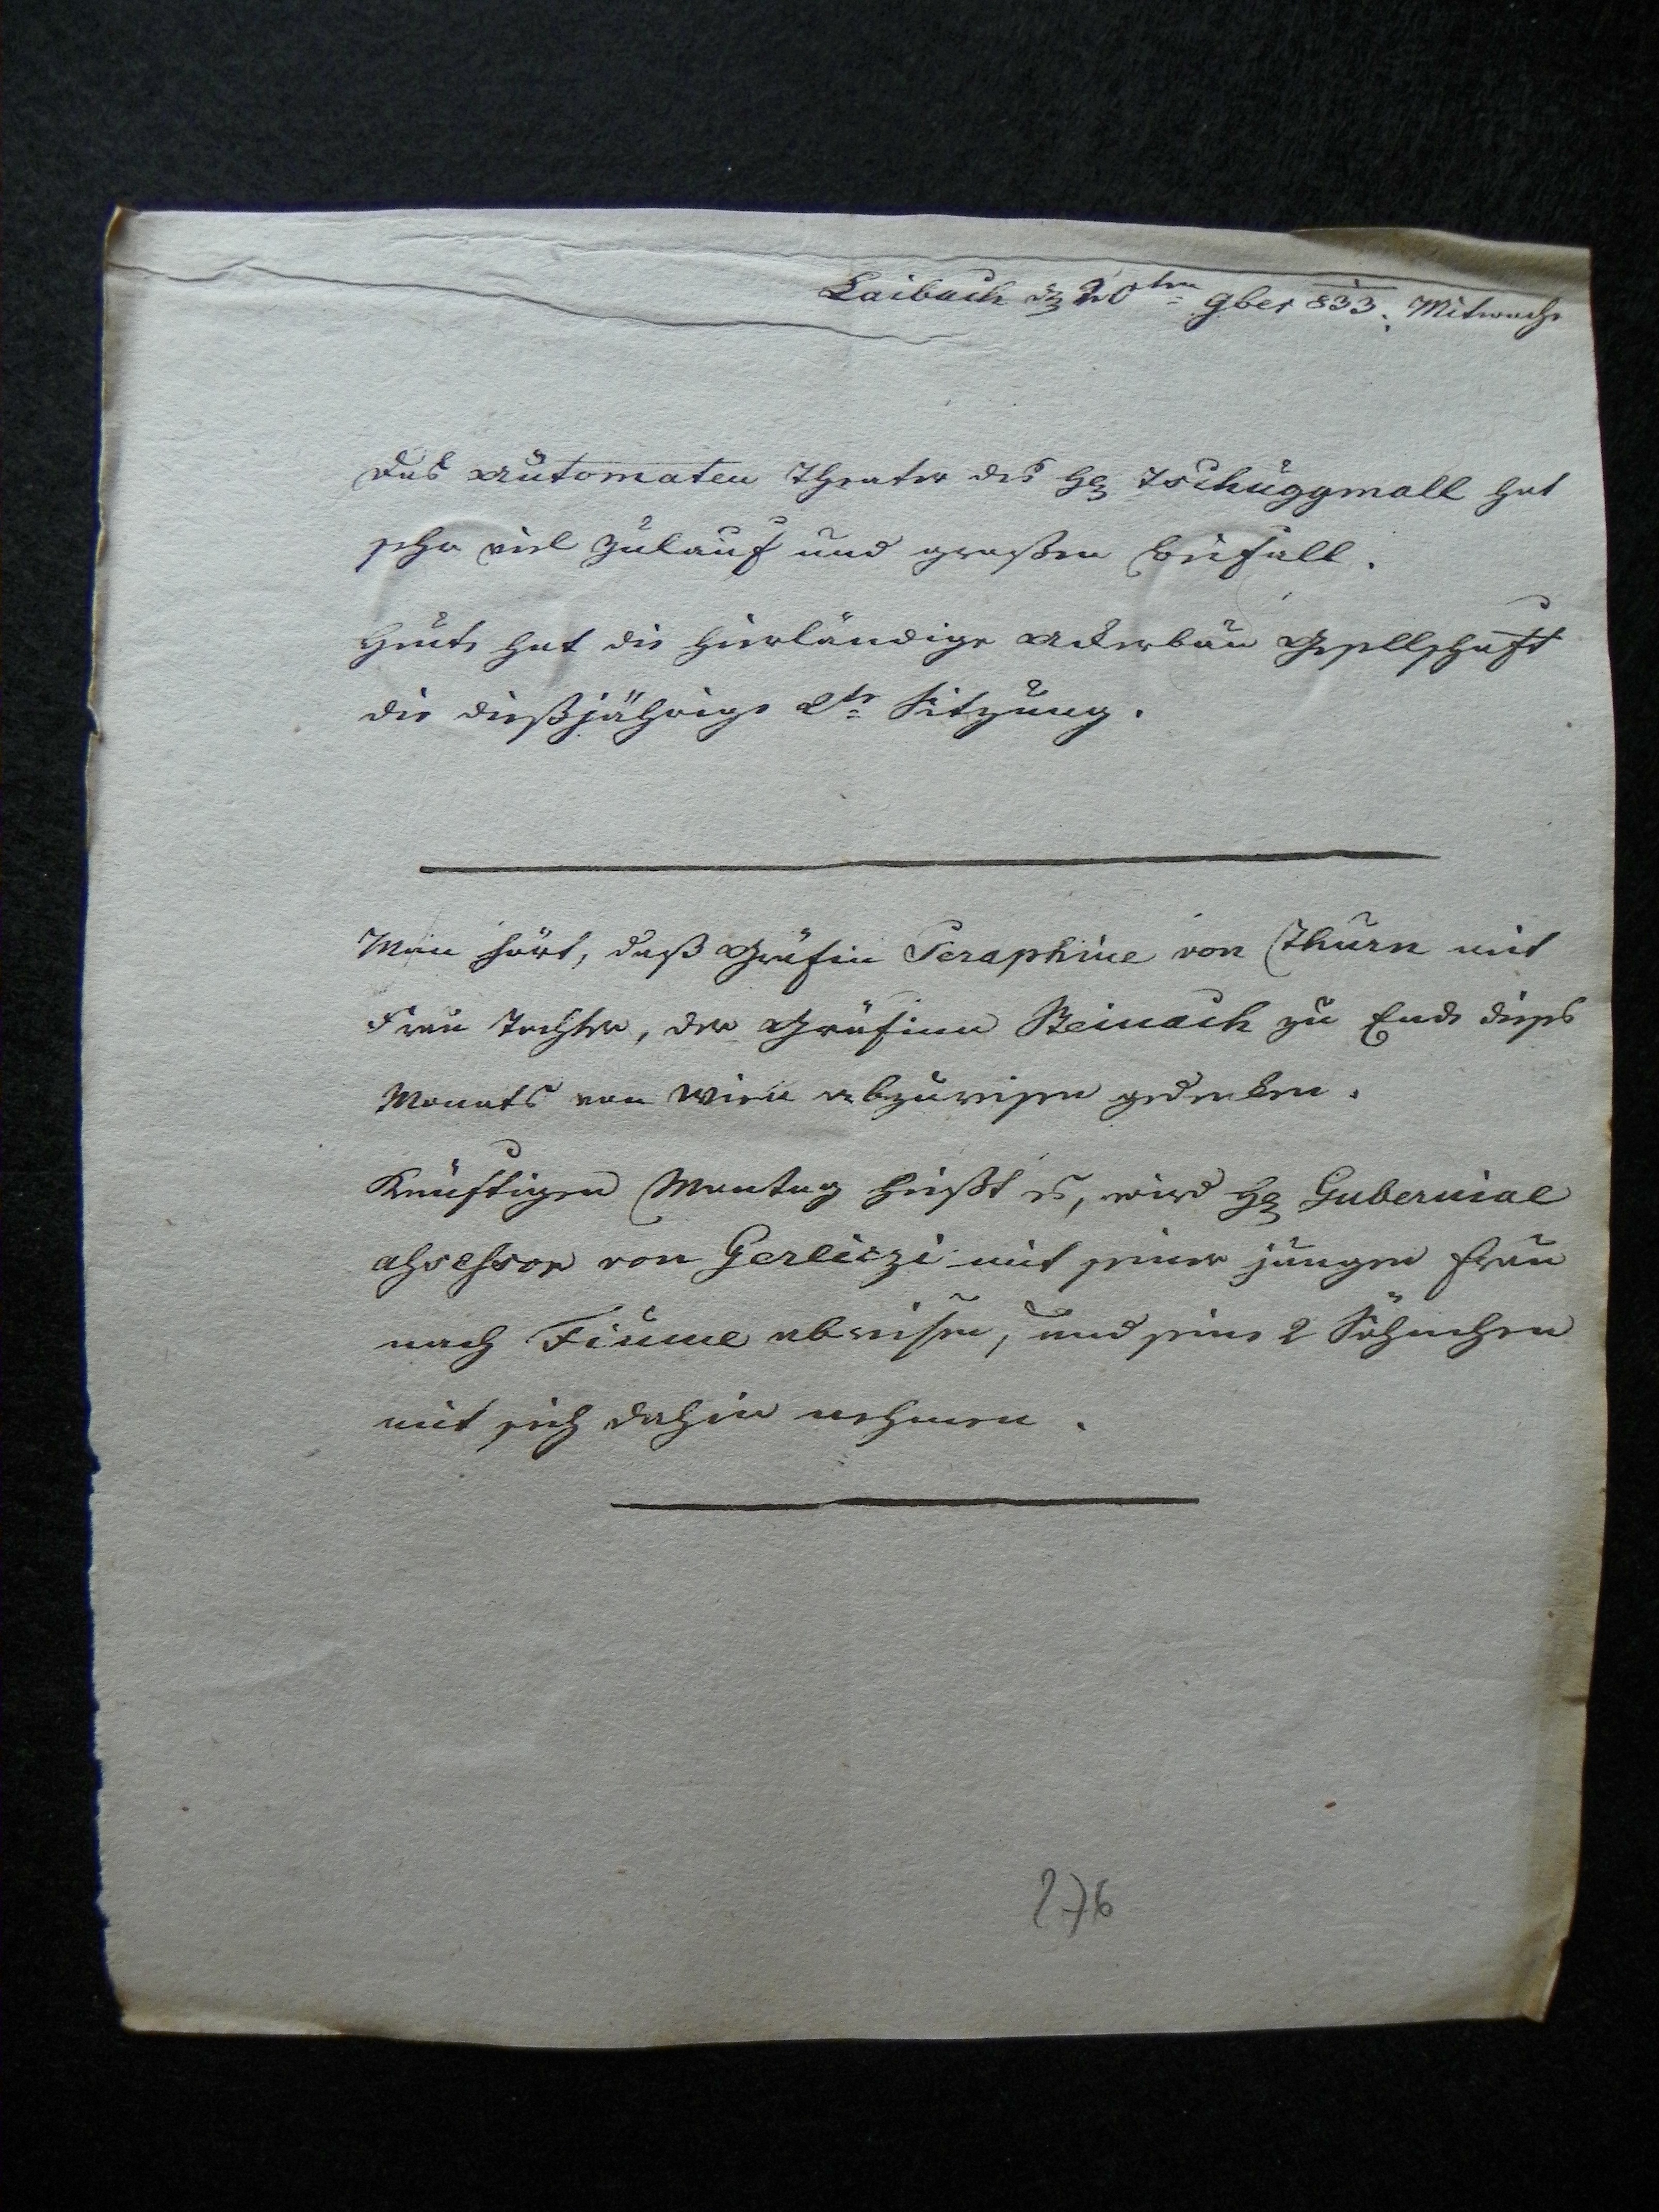 Laibach den 20ten 9ber 833. Mitwochs
Das Automaten Theater des H. Tschuggmall hat
sehr viel Zulauf und großen Beifall.
Heute hat die hierländige Ackerbau Gesellschaft
die dießjährige 2te Sitzung.
Man hört, daß Gräfin Seraphine von Thurn mit
Frau Tochter, der Gräfinn Steinach zu Ende dieses
Monats von Wien abzureisen gedenken.
Künftigen Montag heißt es, wird H. Gubernial
assessor von Gerliczi mit seiner jungen Frau
nach Fiume abreisen, und seine 2 Söhnchen
mit sich dahin nehmen.
276